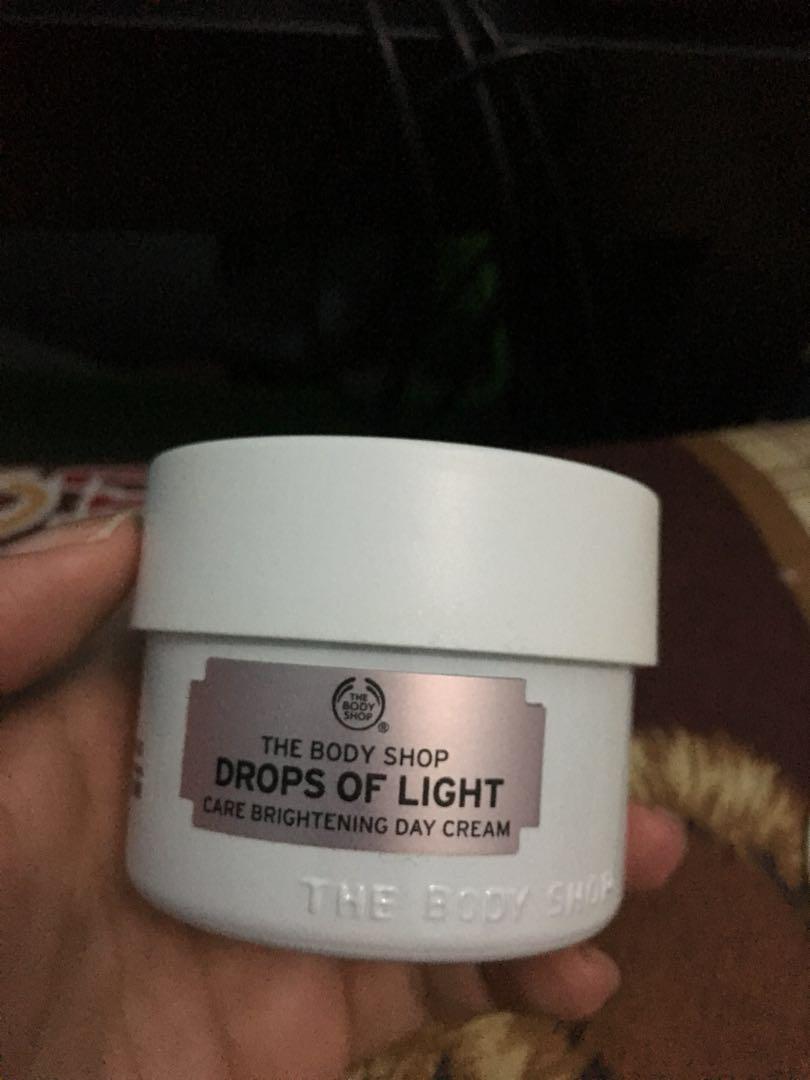 THE
BODY
SHOP
®
THE BODY SHOP
DROPS OF LIGHT
CARE BRIGHTENING DAY CREAM
THE BODY SHOP